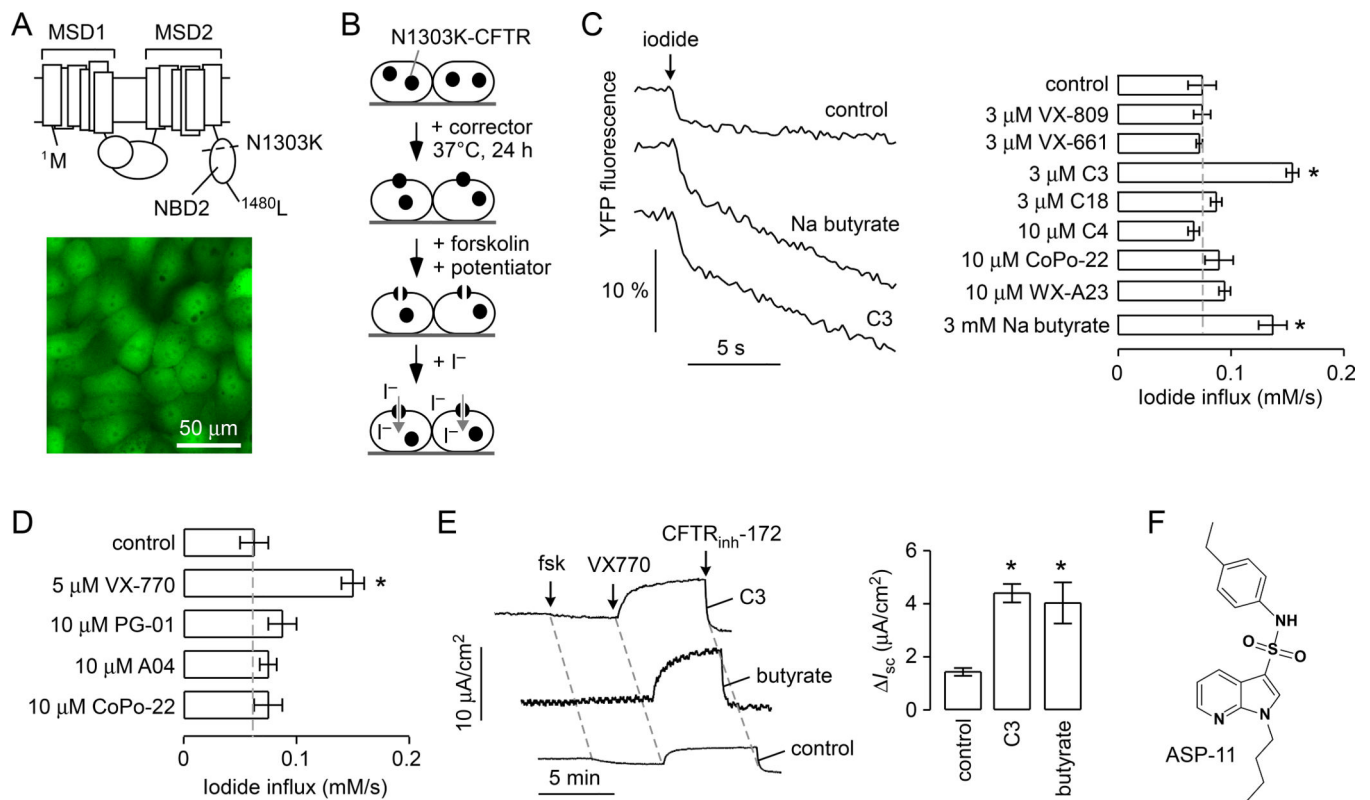 A
MSD1
MSD2
¹M
N1303K
NBD2
¹⁴⁸⁰L
50 μm
B
N1303K-CFTR
+ corrector
37°C, 24 h
+ forskolin
+ potentiator
+ I⁻
I⁻
I⁻
I⁻
I⁻
C
iodide
YFP fluorescence
control
Na butyrate
C3
10 %
5 s
control
3 μM VX-809
3 μM VX-661
3 μM C3
*
3 μM C18
10 μM C4
10 μM CoPo-22
10 μM WX-A23
3 mM Na butyrate
*
0
0.1
0.2
Iodide influx (mM/s)
D
control
5 μM VX-770
*
10 μM PG-01
10 μM A04
10 μM CoPo-22
0
0.1
0.2
Iodide influx (mM/s)
E
fsk
VX770
CFTRinh-172
C3
butyrate
control
10 μA/cm²
5 min
ΔIsc (μA/cm²)
6
4
2
0
*
*
control
C3
butyrate
F
NH
O
S
O
N
N
ASP-11